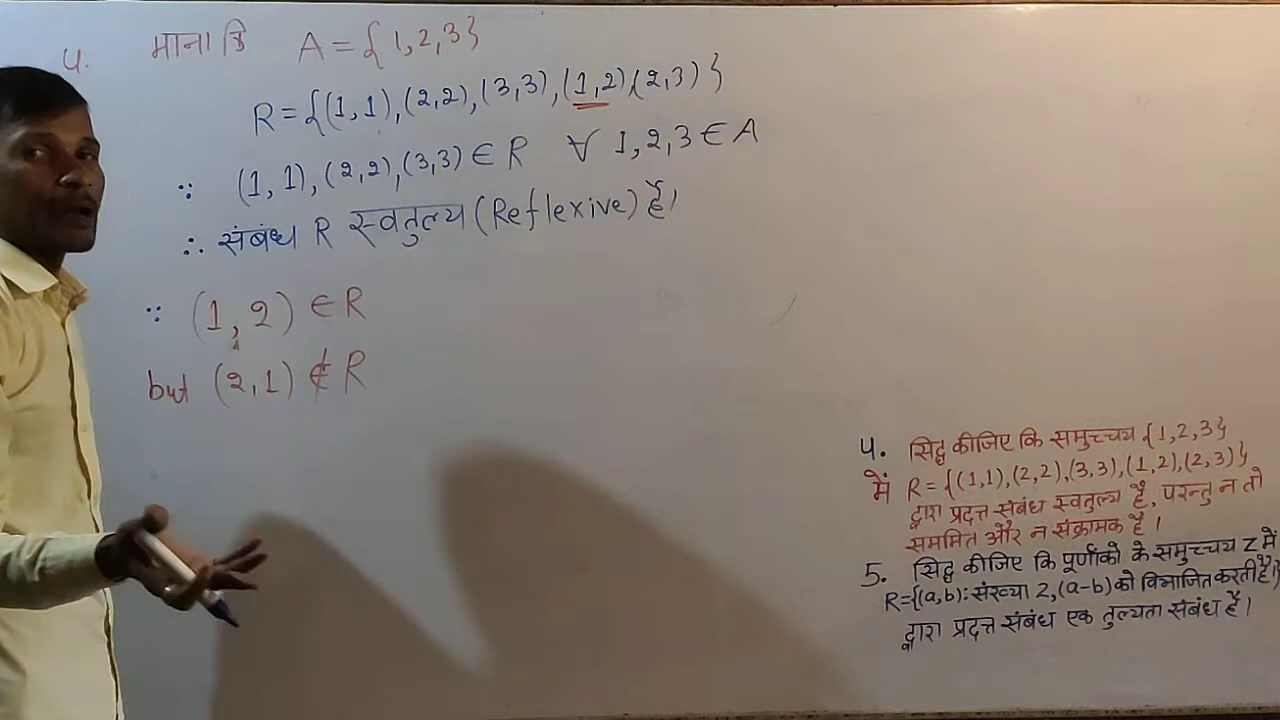 4. माना कि A = {1,2,3}
R = {(1,1),(2,2),(3,3),(1,2),(2,3)}
∵ (1,1),(2,2),(3,3) ∈ R ∀ 1,2,3 ∈ A
∴ संबंध R स्वतुल्य (Reflexive) है।
∵ (1,2) ∈ R
but (2,1) ∉ R
4. सिद्ध कीजिए कि समुच्चय {1,2,3}
में R = {(1,1),(2,2),(3,3),(1,2),(2,3)}
द्वारा प्रदत्त संबंध स्वतुल्य है, परन्तु न तो
सममित और न संक्रामक है।
5. सिद्ध कीजिए कि पूर्णांको के समुच्चय Z में
R={(a,b): संख्या 2,(a-b) को विभाजित करती है}
द्वारा प्रदत्त संबंध एक तुल्यता संबंध है।